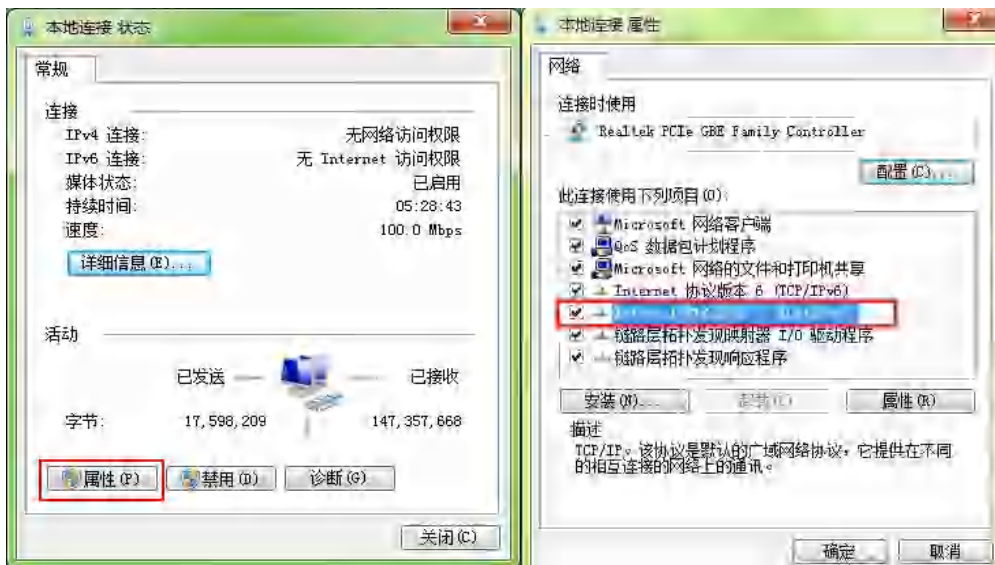 本地连接 状态
常规
连接
IPv4 连接:
无网络访问权限
IPv6 连接:
无 Internet 访问权限
媒体状态:
已启用
持续时间:
05:28:43
速度:
100.0 Mbps
详细信息(E)...
活动
已发送
已接收
字节:
17,598,209
147,357,668
属性(P)
禁用(D)
诊断(G)
关闭(C)
本地连接 属性
网络
连接时使用
Realtek PCIe GBE Family Controller
配置(C)...
此连接使用下列项目(O):
Microsoft 网络客户端
QoS 数据包计划程序
Microsoft 网络的文件和打印机共享
Internet 协议版本 6 (TCP/IPv6)
链路层拓扑发现映射器 I/O 驱动程序
链路层拓扑发现响应程序
安装(N)...
属性(R)
描述
TCP/IP。该协议是默认的广域网络协议，它提供在不同
的相互连接的网络上的通讯。
确定
取消